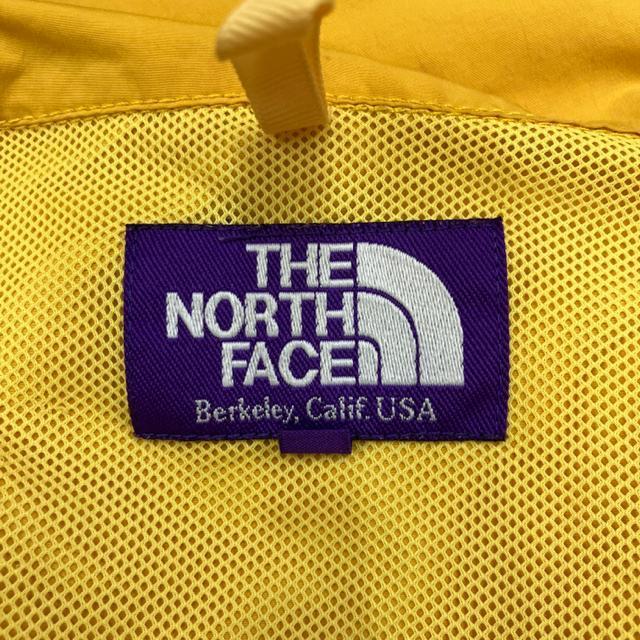 THE
NORTH
FACE
Berkeley, Calif. USA